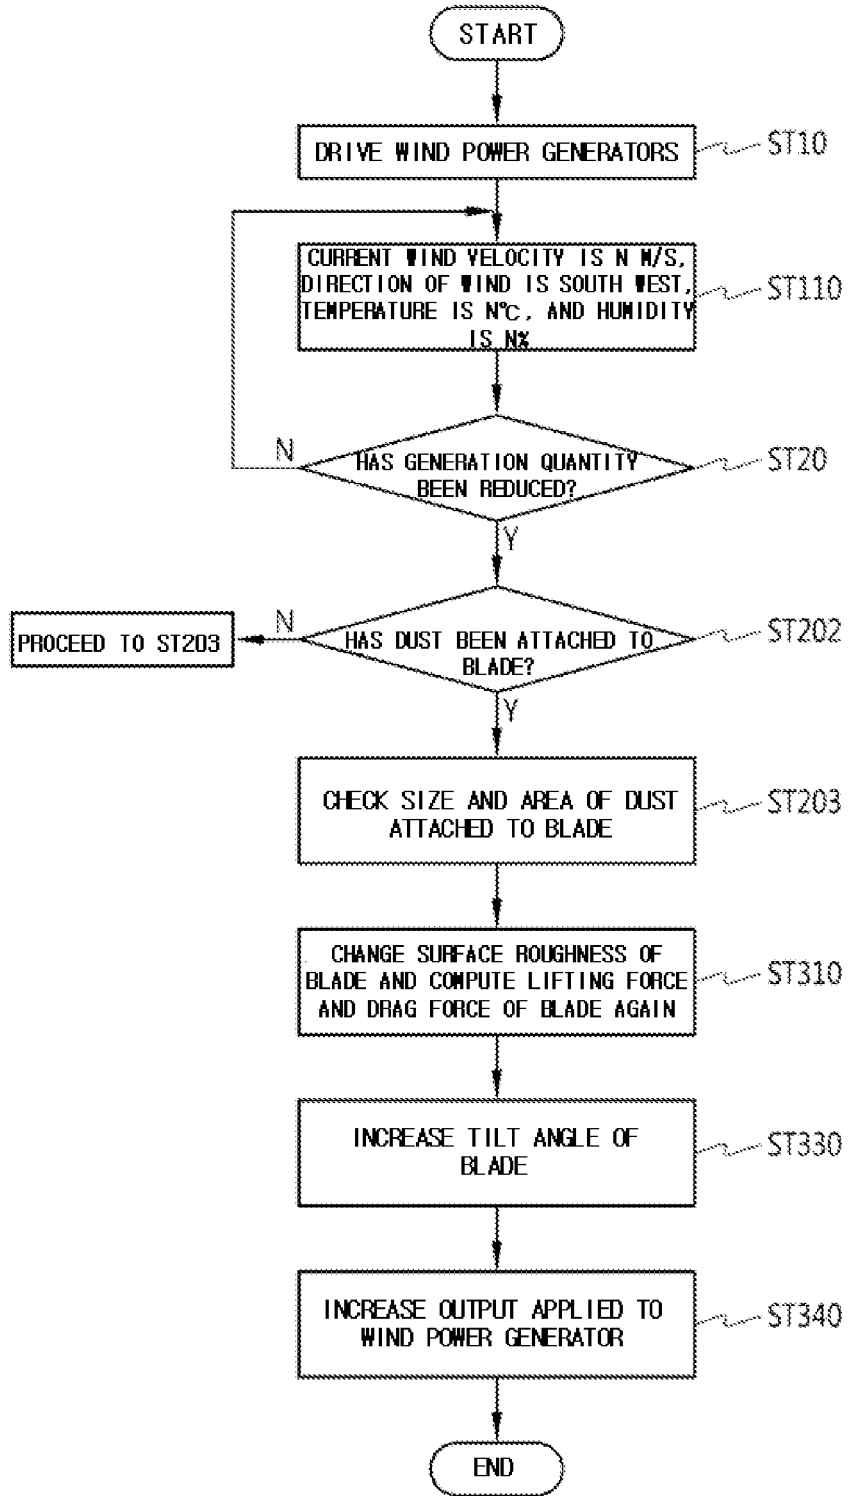 START
DRIVE WIND POWER GENERATORS
ST10
CURRENT WIND VELOCITY IS N M/S,
DIRECTION OF WIND IS SOUTH WEST,
TEMPERATURE IS N℃, AND HUMIDITY
IS N%
ST110
HAS GENERATION QUANTITY
BEEN REDUCED?
ST20
N
Y
HAS DUST BEEN ATTACHED TO
BLADE?
ST202
N
PROCEED TO ST203
Y
CHECK SIZE AND AREA OF DUST
ATTACHED TO BLADE
ST203
CHANGE SURFACE ROUGHNESS OF
BLADE AND COMPUTE LIFTING FORCE
AND DRAG FORCE OF BLADE AGAIN
ST310
INCREASE TILT ANGLE OF
BLADE
ST330
INCREASE OUTPUT APPLIED TO
WIND POWER GENERATOR
ST340
END